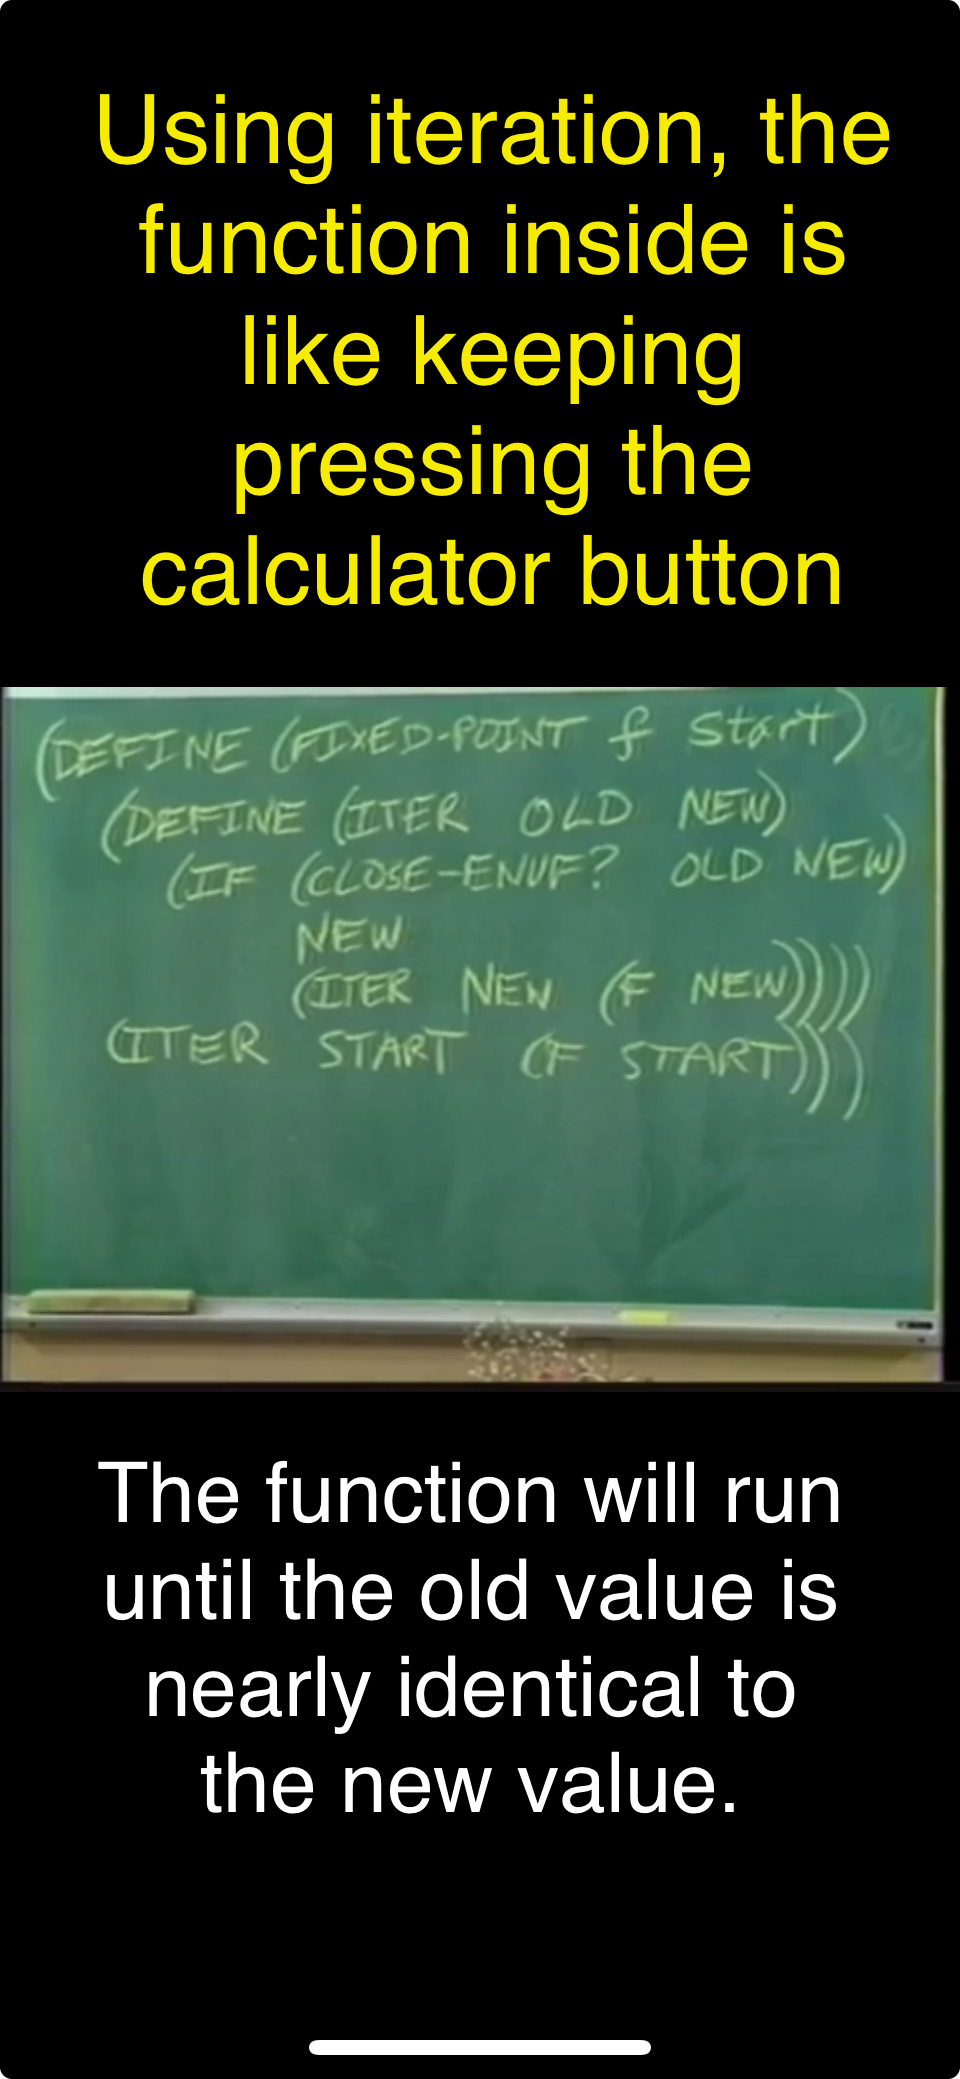 Using iteration, the
function inside is
like keeping
pressing the
calculator button
(DEFINE (FIXED-POINT f Start)
(DEFINE (ITER OLD NEW)
(IF (CLOSE-ENUF? OLD NEW)
NEW
(ITER NEW (F NEW))))
(ITER START (F START)))
The function will run
until the old value is
nearly identical to
the new value.